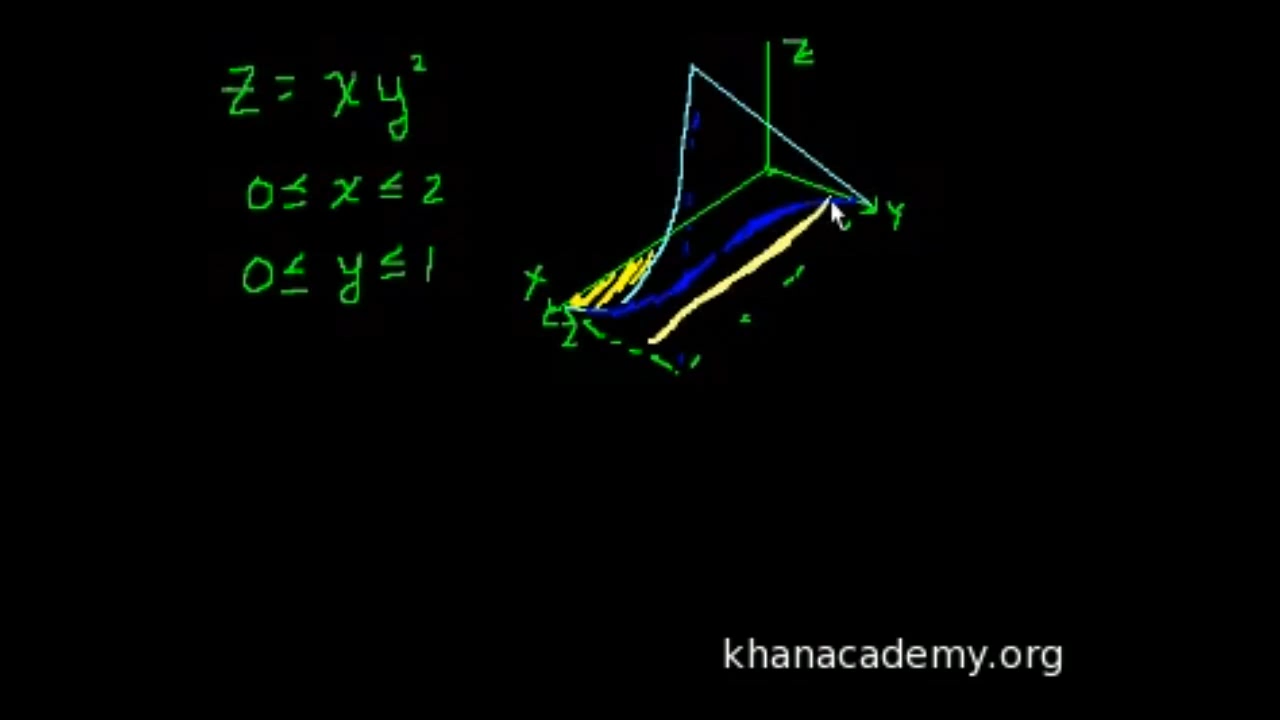 z = xy²
0 ≤ x ≤ 2
0 ≤ y ≤ 1
z
y
x
2
khanacademy.org